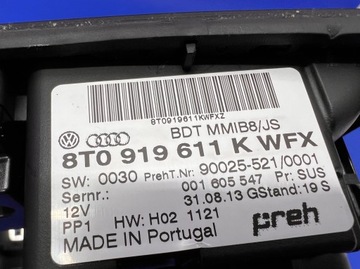 8T0919611KWFXZ
BDT MMIB8/JS
8T0 919 611 K WFX
SW: 0030 PrehT.Nr: 90025-521/0001
Sernr.: 001 605 547 Pr: SUS
12V 31.08.13 GStand: 19 S
PP1 HW: H02 1121 preh
MADE IN Portugal